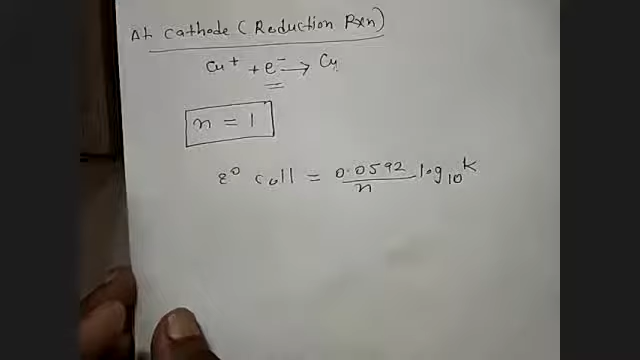 At cathode (Reduction Rxn)
Cu+ + e- → Cu
n = 1
ε° cell = 0.0592/n log10 K